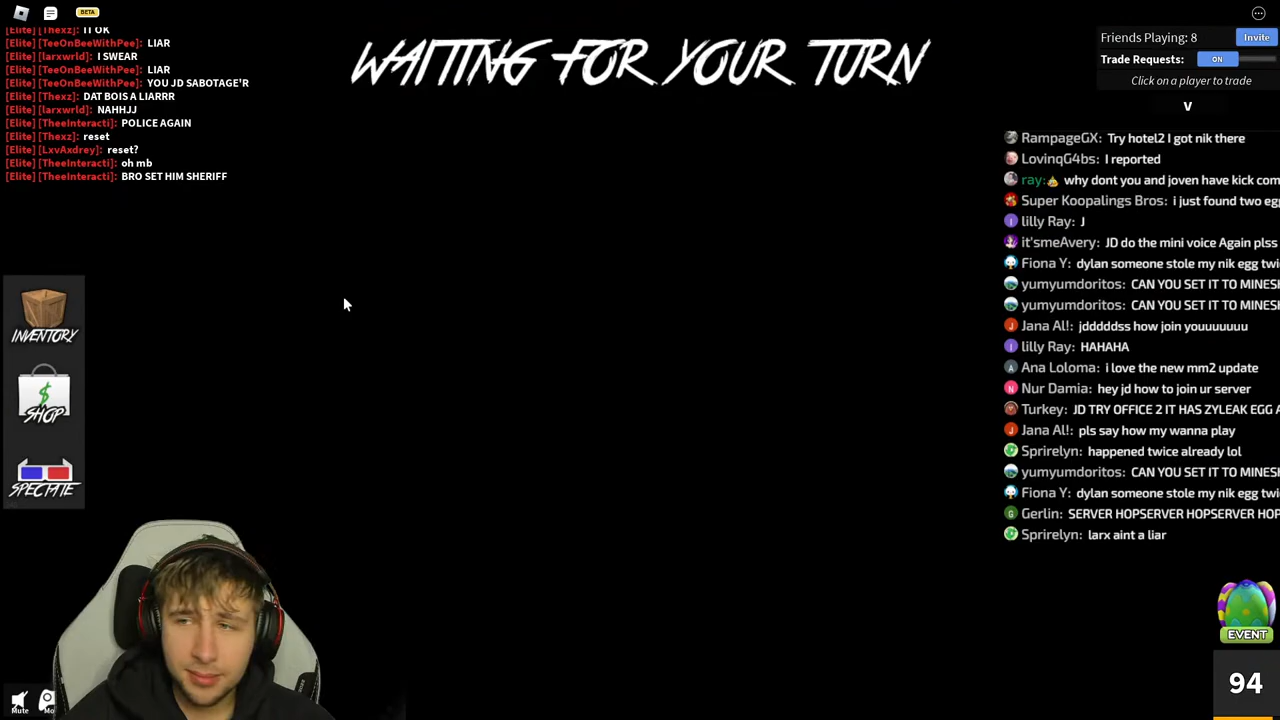 BETA
[Elite] [Thexz]: IT OK
[Elite] [TeeOnBeeWithPee]: LIAR
[Elite] [larxwrld]: I SWEAR
[Elite] [TeeOnBeeWithPee]: LIAR
[Elite] [TeeOnBeeWithPee]: YOU JD SABOTAGE'R
[Elite] [Thexz]: DAT BOIS A LIARRR
[Elite] [larxwrld]: NAHHJJ
[Elite] [TheeInteracti]: POLICE AGAIN
[Elite] [Thexz]: reset
[Elite] [LxvAxdrey]: reset?
[Elite] [TheeInteracti]: oh mb
[Elite] [TheeInteracti]: BRO SET HIM SHERIFF
WAITING FOR YOUR TURN
Friends Playing: 8 Invite
Trade Requests: ON
Click on a player to trade
V
RampageGX: Try hotel2 I got nik there
LovinqG4bs: I reported
ray: why dont you and joven have kick com
Super Koopalings Bros: i just found two eg
lilly Ray: J
it'smeAvery: JD do the mini voice Again plss
Fiona Y: dylan someone stole my nik egg twi
yumyumdoritos: CAN YOU SET IT TO MINESH
yumyumdoritos: CAN YOU SET IT TO MINESH
Jana Al!: jdddddss how join youuuuuu
lilly Ray: HAHAHA
Ana Loloma: i love the new mm2 update
Nur Damia: hey jd how to join ur server
Turkey: JD TRY OFFICE 2 IT HAS ZYLEAK EGG A
Jana Al!: pls say how my wanna play
Sprirelyn: happened twice already lol
yumyumdoritos: CAN YOU SET IT TO MINESH
Fiona Y: dylan someone stole my nik egg twi
Gerlin: SERVER HOPSERVER HOPSERVER HOP
Sprirelyn: larx aint a liar
INVENTORY
$
SHOP
SPECTATE
Mute
EVENT
94